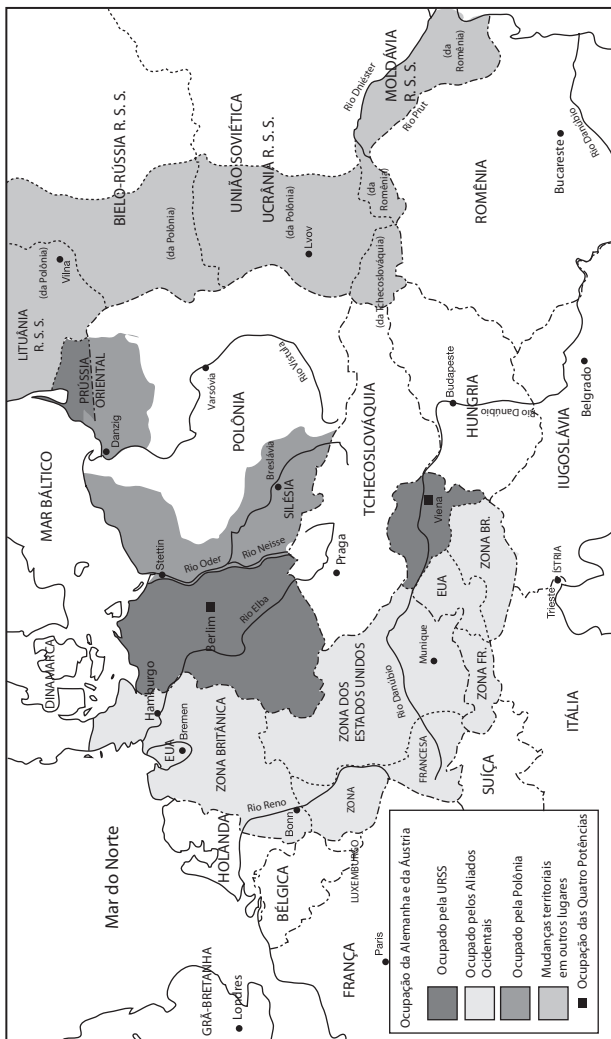 Mar do Norte
DINAMARCA
MAR BÁLTICO
LITUÂNIA
R. S. S.
(da Polônia)
Vilna
BIELO-RÚSSIA R. S. S.
(da Polônia)
UNIÃO SOVIÉTICA
UCRÂNIA R. S. S.
(da Polônia)
Lvov
PRÚSSIA
ORIENTAL
Danzig
GRÃ-BRETANHA
Londres
HOLANDA
BÉLGICA
LUXEMBURGO
FRANÇA
Paris
Hamburgo
EUA
Bremen
ZONA BRITÂNICA
Rio Reno
Bonn
ZONA
FRANCESA
ZONA DOS
ESTADOS UNIDOS
Stettin
Berlim
Rio Elba
Rio Oder
Rio Neisse
SILÉSIA
Breslávia
POLÔNIA
Varsóvia
Rio Vístula
Praga
TCHECOSLOVÁQUIA
(da Tchecoslováquia)
(da
Romênia)
Rio Dniéster
MOLDÁVIA
R. S. S.
(da
Romênia)
Rio Prut
Rio Danúbio
Munique
EUA
Viena
ZONA FR.
ZONA BR.
SUÍÇA
ITÁLIA
Trieste
ÍSTRIA
HUNGRIA
Budapeste
Rio Danúbio
IUGOSLÁVIA
Belgrado
ROMÊNIA
Bucareste
Rio Danúbio
Ocupação da Alemanha e da Áustria
Ocupado pela URSS
Ocupado pelos Aliados
Ocidentais
Ocupado pela Polônia
Mudanças territoriais
em outros lugares
Ocupação das Quatro Potências